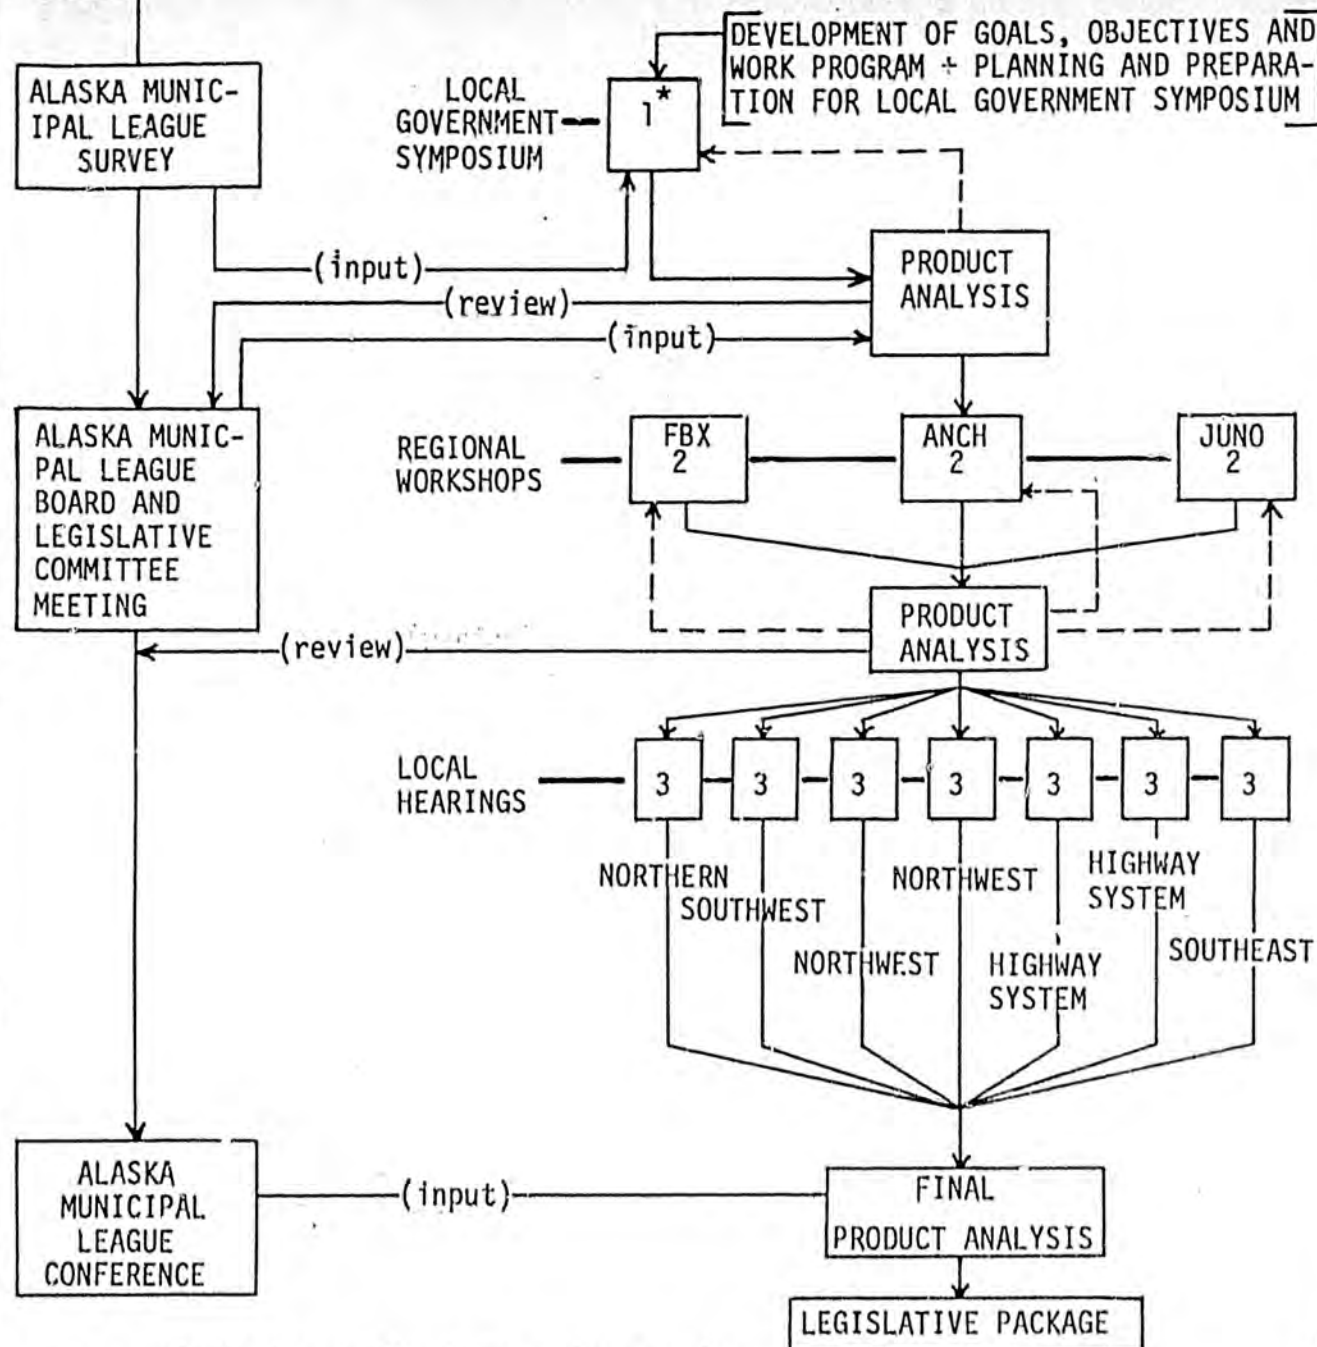 DEVELOPMENT OF GOALS, OBJECTIVES AND
WORK PROGRAM + PLANNING AND PREPARA-
TION FOR LOCAL GOVERNMENT SYMPOSIUM
ALASKA MUNIC-
IPAL LEAGUE
SURVEY
LOCAL
GOVERNMENT
SYMPOSIUM
1*
(input)
(review)
(input)
PRODUCT
ANALYSIS
ALASKA MUNIC-
PAL LEAGUE
BOARD AND
LEGISLATIVE
COMMITTEE
MEETING
REGIONAL
WORKSHOPS
FBX
2
ANCH
2
JUNO
2
PRODUCT
ANALYSIS
(review)
LOCAL
HEARINGS
3
3
3
3
3
3
3
NORTHERN
SOUTHWEST
NORTHWEST
NORTHWEST
HIGHWAY
SYSTEM
HIGHWAY
SYSTEM
SOUTHEAST
ALASKA
MUNICIPAL
LEAGUE
CONFERENCE
(input)
FINAL
PRODUCT ANALYSIS
LEGISLATIVE PACKAGE